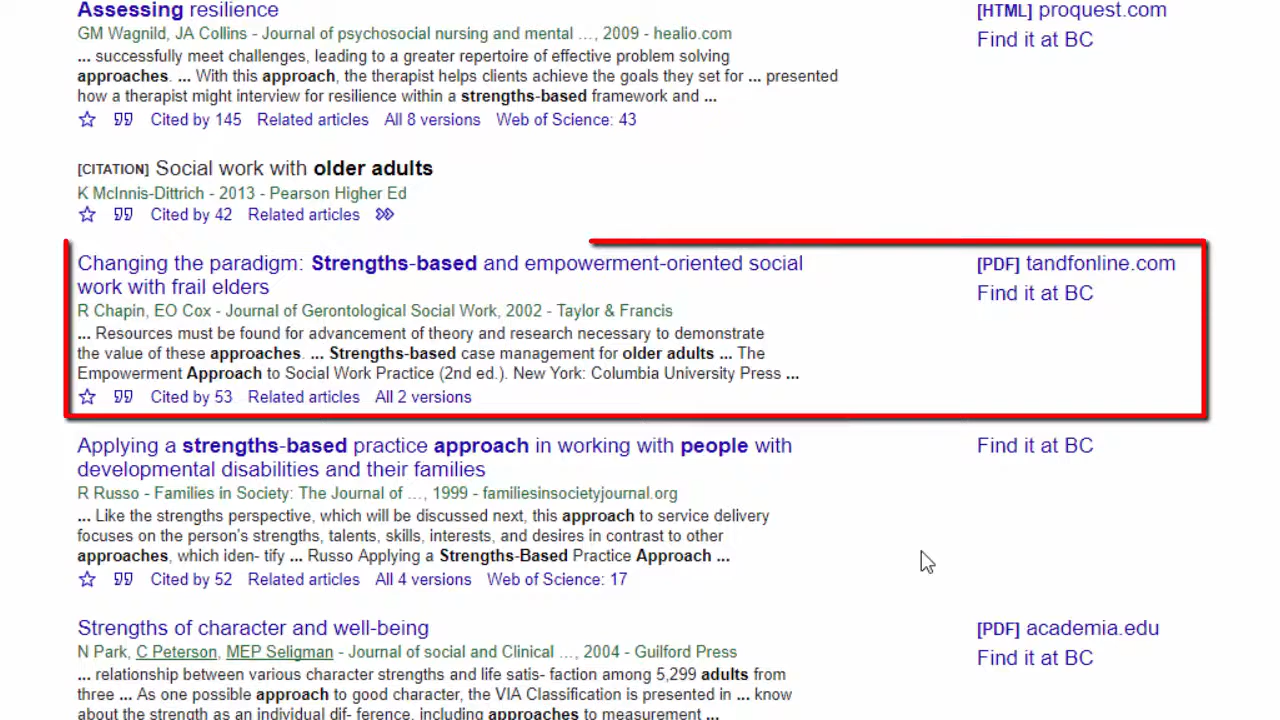 Assessing resilience
[HTML] proquest.com
GM Wagnild, JA Collins - Journal of psychosocial nursing and mental …, 2009 - healio.com
Find it at BC
... successfully meet challenges, leading to a greater repertoire of effective problem solving
approaches. ... With this approach, the therapist helps clients achieve the goals they set for ... presented
how a therapist might interview for resilience within a strengths-based framework and ...
Cited by 145 Related articles All 8 versions Web of Science: 43
[CITATION] Social work with older adults
K McInnis-Dittrich - 2013 - Pearson Higher Ed
Cited by 42 Related articles
Changing the paradigm: Strengths-based and empowerment-oriented social
work with frail elders
[PDF] tandfonline.com
Find it at BC
R Chapin, EO Cox - Journal of Gerontological Social Work, 2002 - Taylor & Francis
... Resources must be found for advancement of theory and research necessary to demonstrate
the value of these approaches. ... Strengths-based case management for older adults ... The
Empowerment Approach to Social Work Practice (2nd ed.). New York: Columbia University Press ...
Cited by 53 Related articles All 2 versions
Applying a strengths-based practice approach in working with people with
developmental disabilities and their families
Find it at BC
R Russo - Families in Society: The Journal of …, 1999 - familiesinsocietyjournal.org
... Like the strengths perspective, which will be discussed next, this approach to service delivery
focuses on the person's strengths, talents, skills, interests, and desires in contrast to other
approaches, which iden- tify ... Russo Applying a Strengths-Based Practice Approach ...
Cited by 52 Related articles All 4 versions Web of Science: 17
Strengths of character and well-being
[PDF] academia.edu
N Park, C Peterson, MEP Seligman - Journal of social and Clinical …, 2004 - Guilford Press
Find it at BC
... relationship between various character strengths and life satis- faction among 5,299 adults from
three ... As one possible approach to good character, the VIA Classification is presented in ... know
about the strength as an individual dif- ference, including approaches to measurement ...